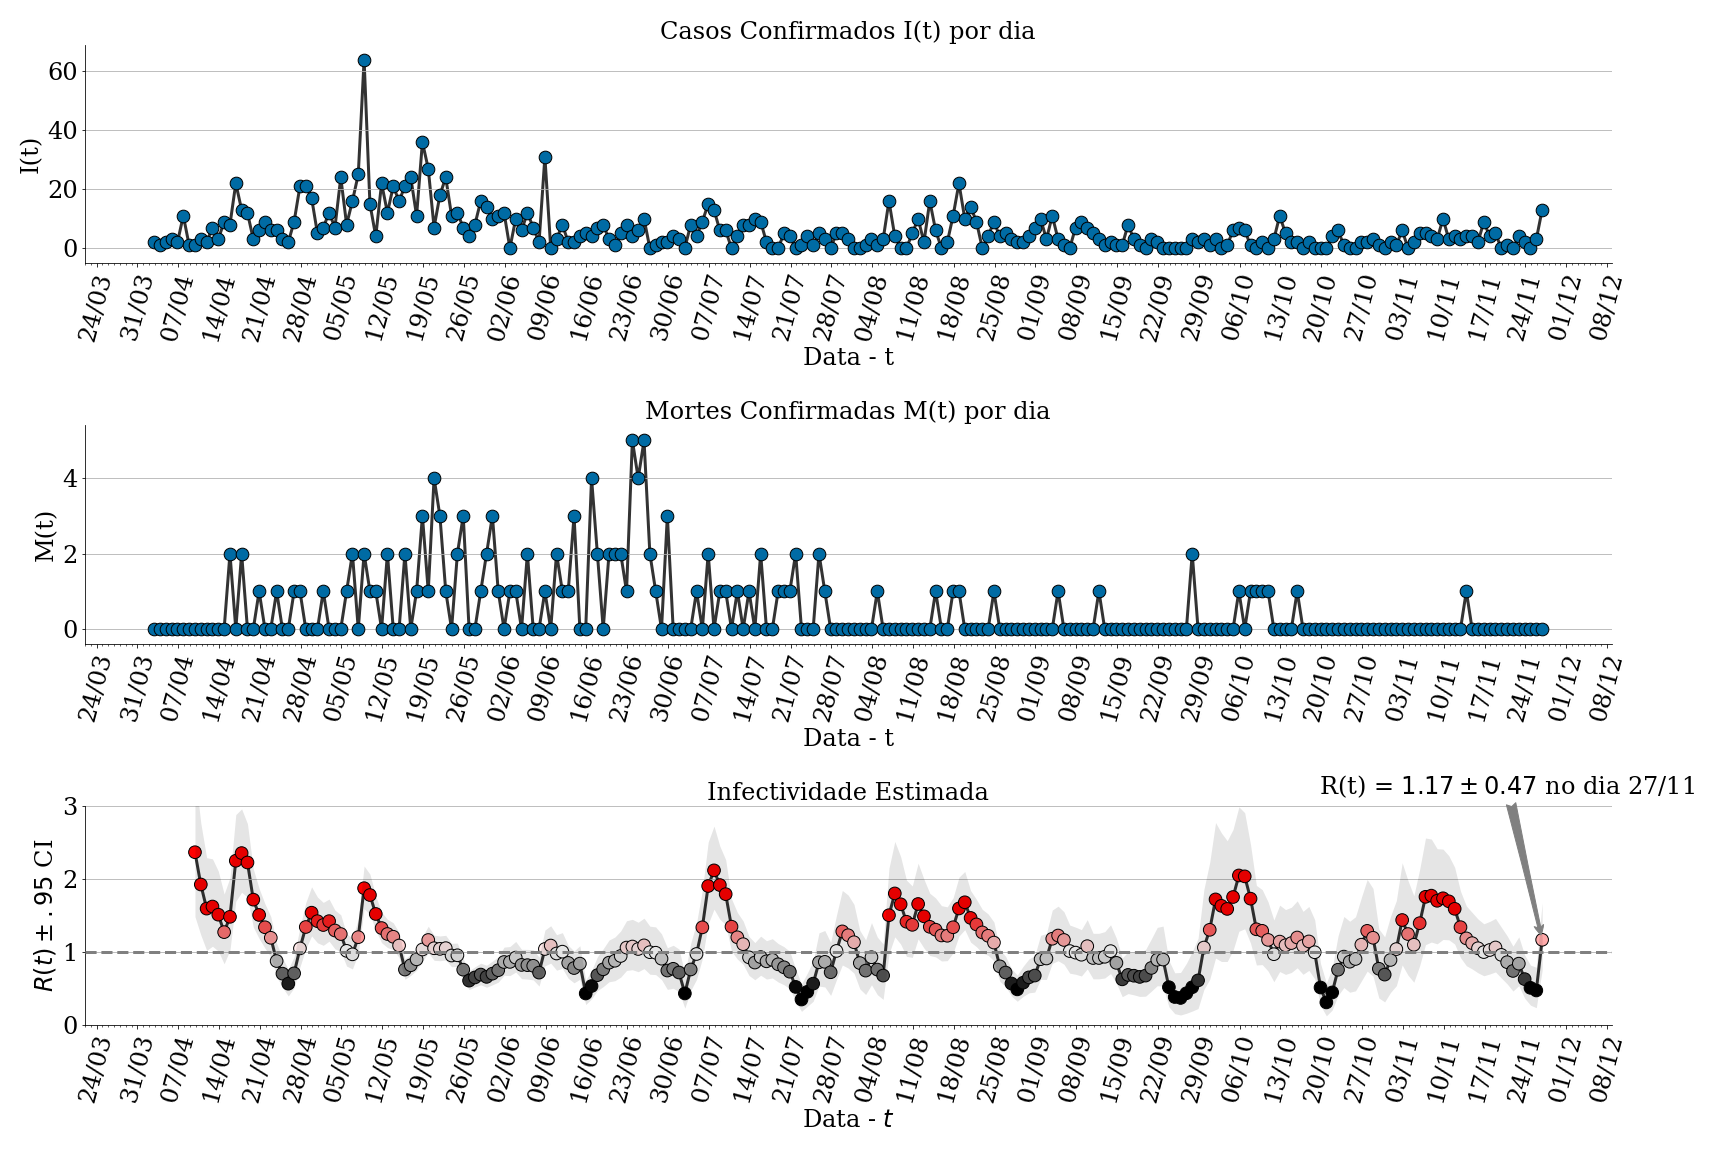 Casos Confirmados I(t) por dia
I(t)
60
40
20
0
24/03 31/03 07/04 14/04 21/04 28/04 05/05 12/05 19/05 26/05 02/06 09/06 16/06 23/06 30/06 07/07 14/07 21/07 28/07 04/08 11/08 18/08 25/08 01/09 08/09 15/09 22/09 29/09 06/10 13/10 20/10 27/10 03/11 10/11 17/11 24/11 01/12 08/12
Data - t
Mortes Confirmadas M(t) por dia
M(t)
4
2
0
24/03 31/03 07/04 14/04 21/04 28/04 05/05 12/05 19/05 26/05 02/06 09/06 16/06 23/06 30/06 07/07 14/07 21/07 28/07 04/08 11/08 18/08 25/08 01/09 08/09 15/09 22/09 29/09 06/10 13/10 20/10 27/10 03/11 10/11 17/11 24/11 01/12 08/12
Data - t
Infectividade Estimada
R(t) = 1.17 ± 0.47 no dia 27/11
R(t) ± .95 CI
3
2
1
0
24/03 31/03 07/04 14/04 21/04 28/04 05/05 12/05 19/05 26/05 02/06 09/06 16/06 23/06 30/06 07/07 14/07 21/07 28/07 04/08 11/08 18/08 25/08 01/09 08/09 15/09 22/09 29/09 06/10 13/10 20/10 27/10 03/11 10/11 17/11 24/11 01/12 08/12
Data - t